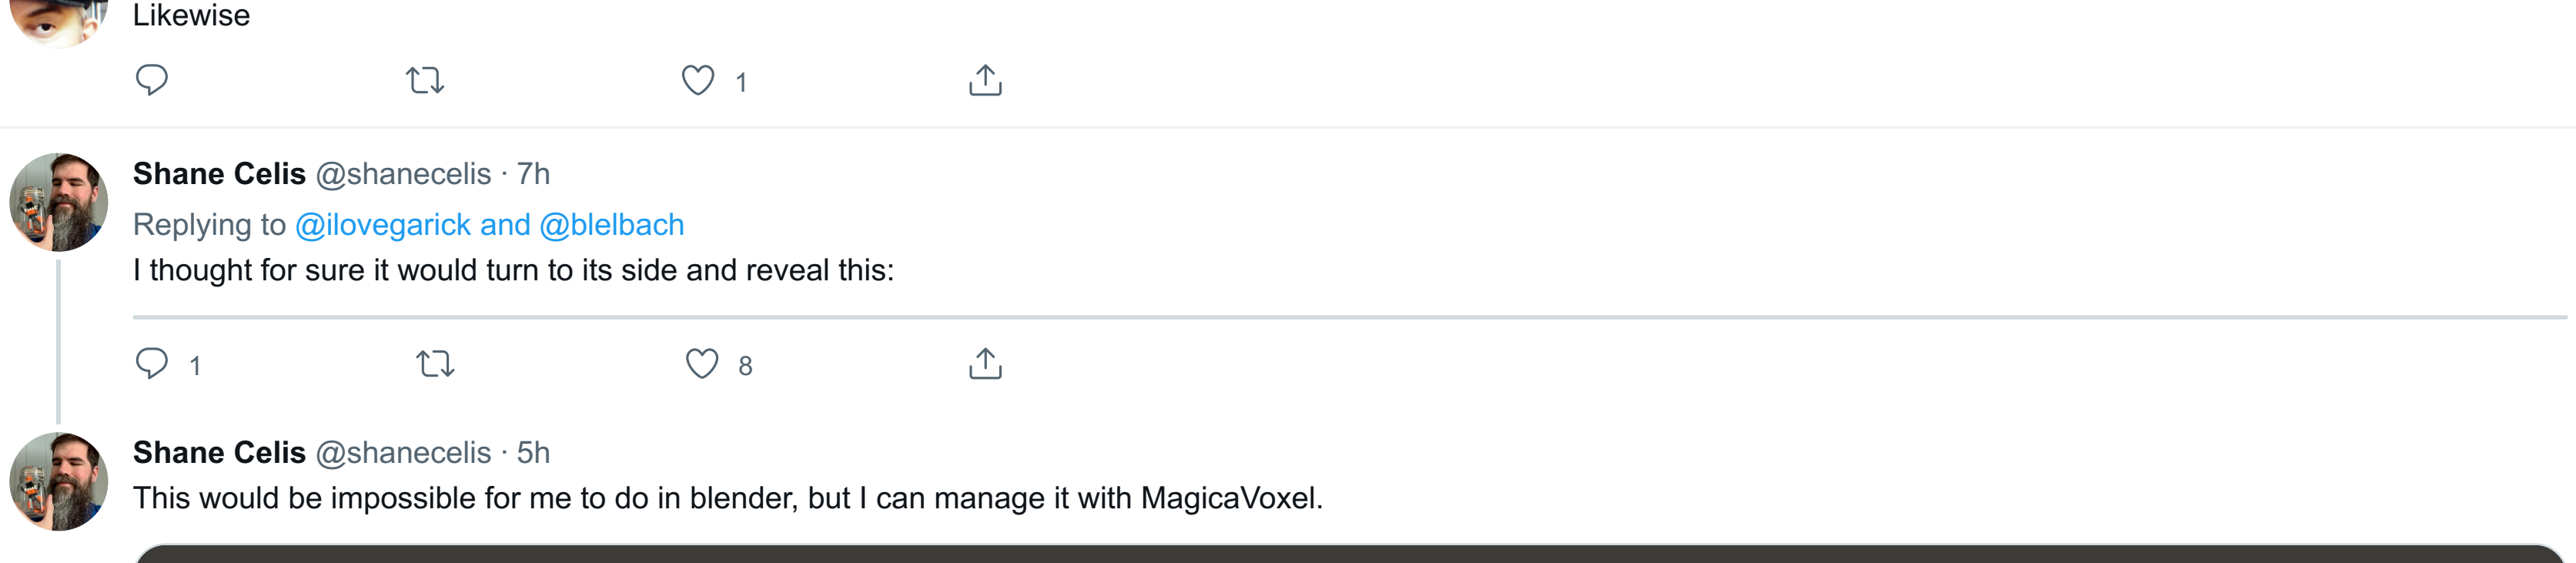 Likewise
1
Shane Celis @shanecelis · 7h
Replying to @ilovegarick and @blelbach
I thought for sure it would turn to its side and reveal this:
1 8
Shane Celis @shanecelis · 5h
This would be impossible for me to do in blender, but I can manage it with MagicaVoxel.